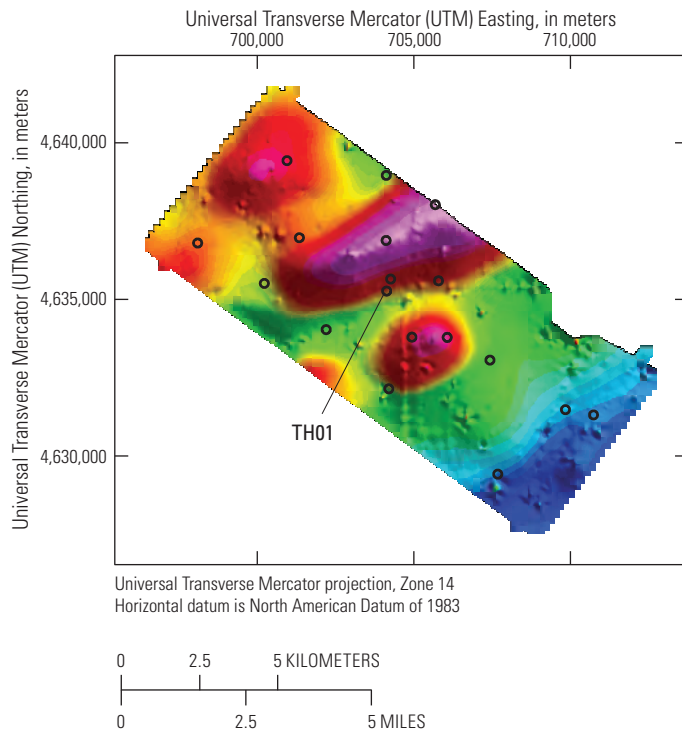 Universal Transverse Mercator (UTM) Easting, in meters
700,000 705,000 710,000
Universal Transverse Mercator (UTM) Northing, in meters
4,640,000
4,635,000
4,630,000
TH01
Universal Transverse Mercator projection, Zone 14
Horizontal datum is North American Datum of 1983
0 2.5 5 KILOMETERS
0 2.5 5 MILES